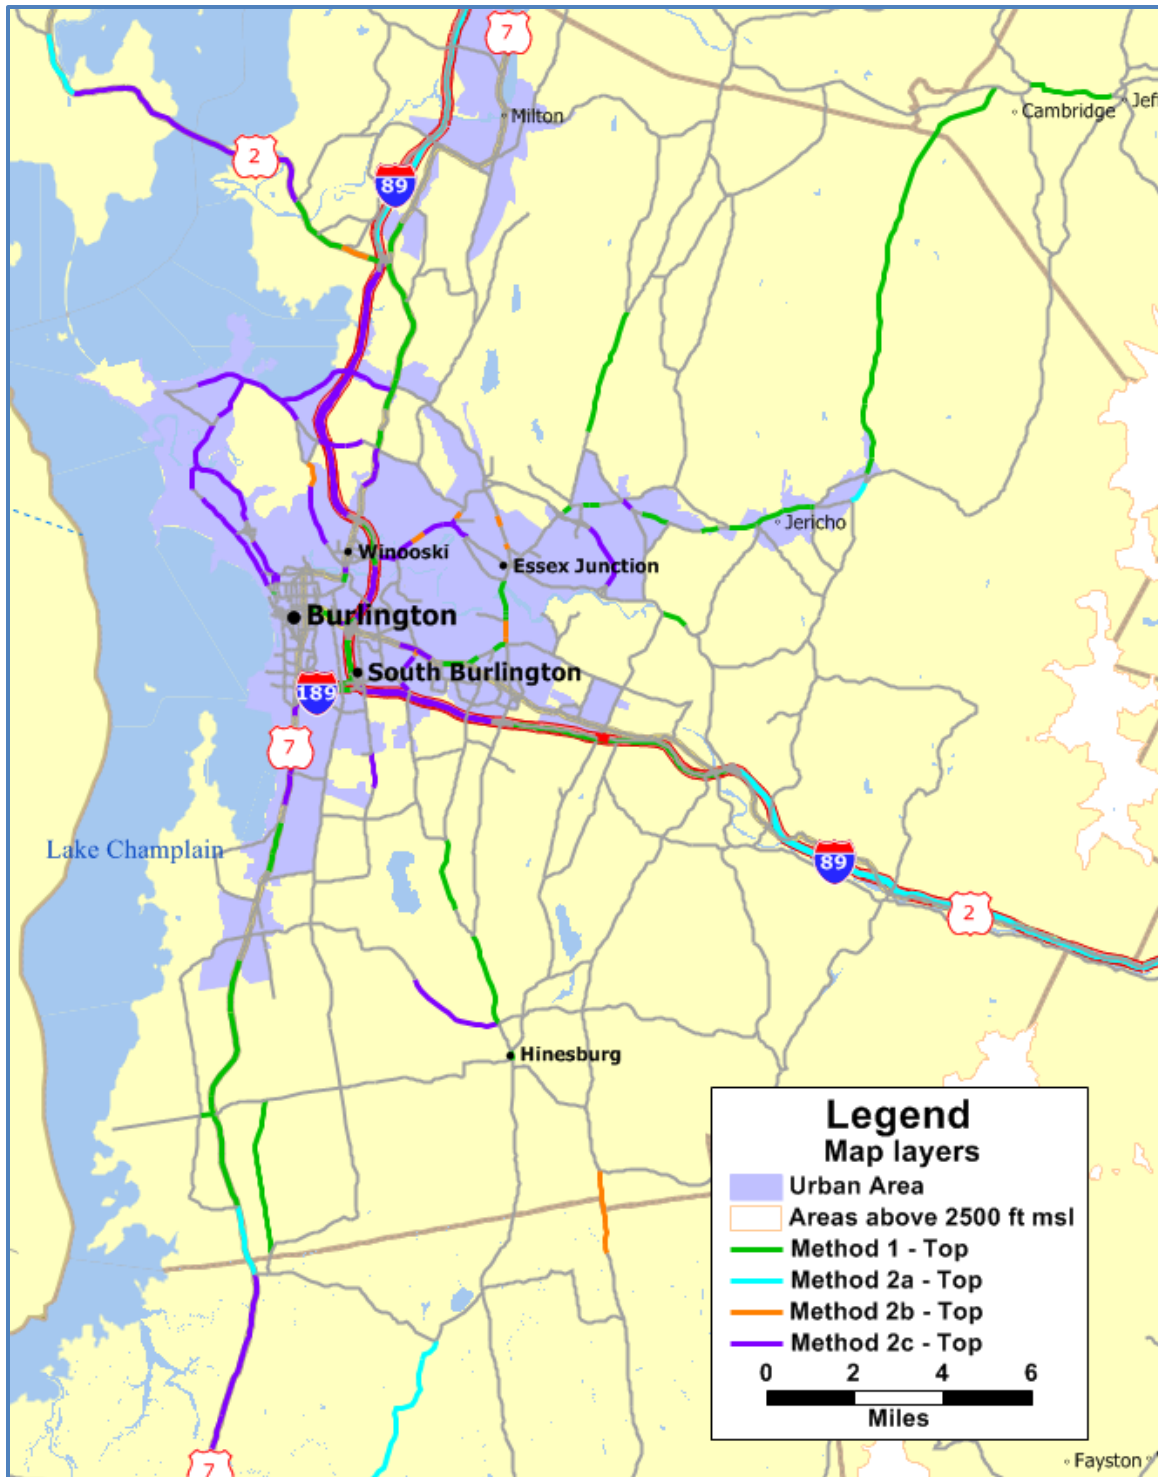 7
Milton
Cambridge
Jeff
2
89
Jericho
Winooski
Essex Junction
Burlington
South Burlington
189
7
Lake Champlain
89
2
Hinesburg
Legend
Map layers
Urban Area
Areas above 2500 ft msl
Method 1 - Top
Method 2a - Top
Method 2b - Top
Method 2c - Top
0 2 4 6
Miles
7
Fayston